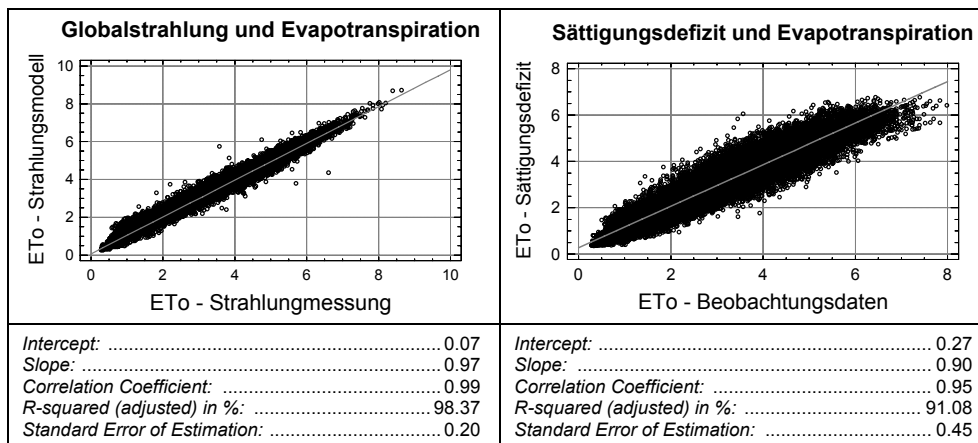 Globalstrahlung und Evapotranspiration
ETo - Strahlungsmodell
10
8
6
4
2
0
0 2 4 6 8 10
ETo - Strahlungmessung
Intercept: 0.07
Slope: 0.97
Correlation Coefficient: 0.99
R-squared (adjusted) in %: 98.37
Standard Error of Estimation: 0.20
Sättigungsdefizit und Evapotranspiration
ETo - Sättigungsdefizit
8
6
4
2
0
0 2 4 6 8
ETo - Beobachtungsdaten
Intercept: 0.27
Slope: 0.90
Correlation Coefficient: 0.95
R-squared (adjusted) in %: 91.08
Standard Error of Estimation: 0.45